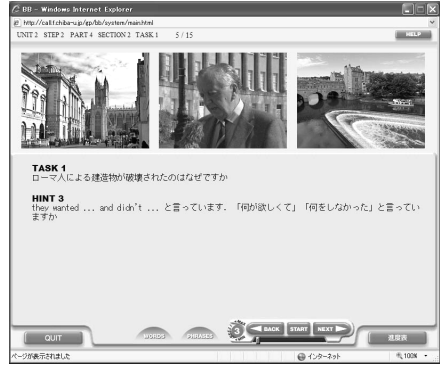 BB - Windows Internet Explorer
http://call.f.chiba-u.jp/gp/bb/system/main.html
UNIT 2 STEP 2 PART 4 SECTION 2 TASK 1 5 / 15
HELP
TASK 1
ローマ人による建造物が破壊されたのはなぜですか
HINT 3
they wanted ... and didn't ... と言っています．「何が欲しくて」「何をしなかった」と言ってい
ますか
QUIT
WORDS
PHRASES
3
BACK
START
NEXT
進度表
ページが表示されました
インターネット
100%